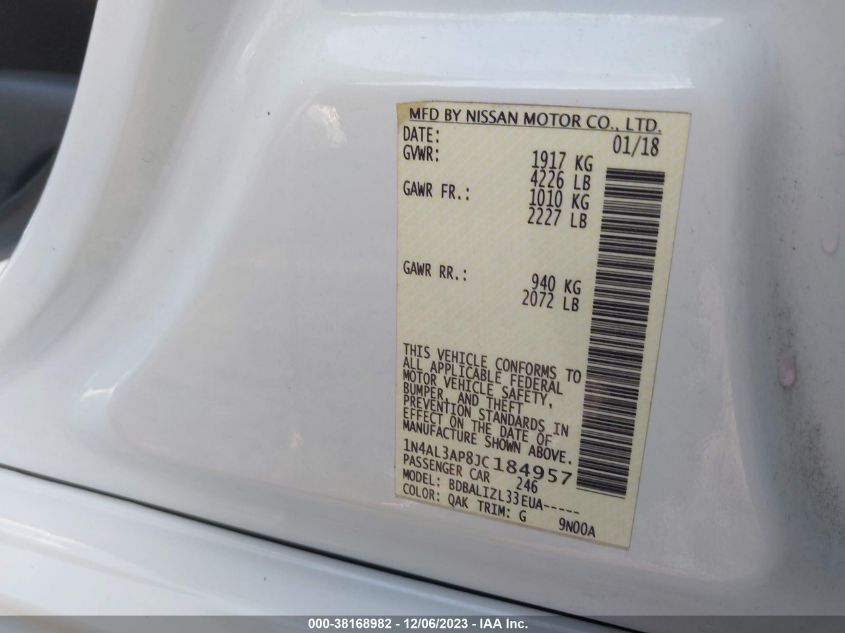 MFD BY NISSAN MOTOR CO., LTD.
DATE: 01/18
GVWR: 1917 KG
4226 LB
GAWR FR.: 1010 KG
2227 LB
GAWR RR.: 940 KG
2072 LB
THIS VEHICLE CONFORMS TO
ALL APPLICABLE FEDERAL
MOTOR VEHICLE SAFETY,
BUMPER, AND THEFT
PREVENTION STANDARDS IN
EFFECT ON THE DATE OF
MANUFACTURE SHOWN ABOVE.
1N4AL3AP8JC184957
PASSENGER CAR 246
MODEL: BDBALIZL33EUA-----
COLOR: QAK TRIM: G 9N00A
000-38168982 - 12/06/2023 - IAA Inc.